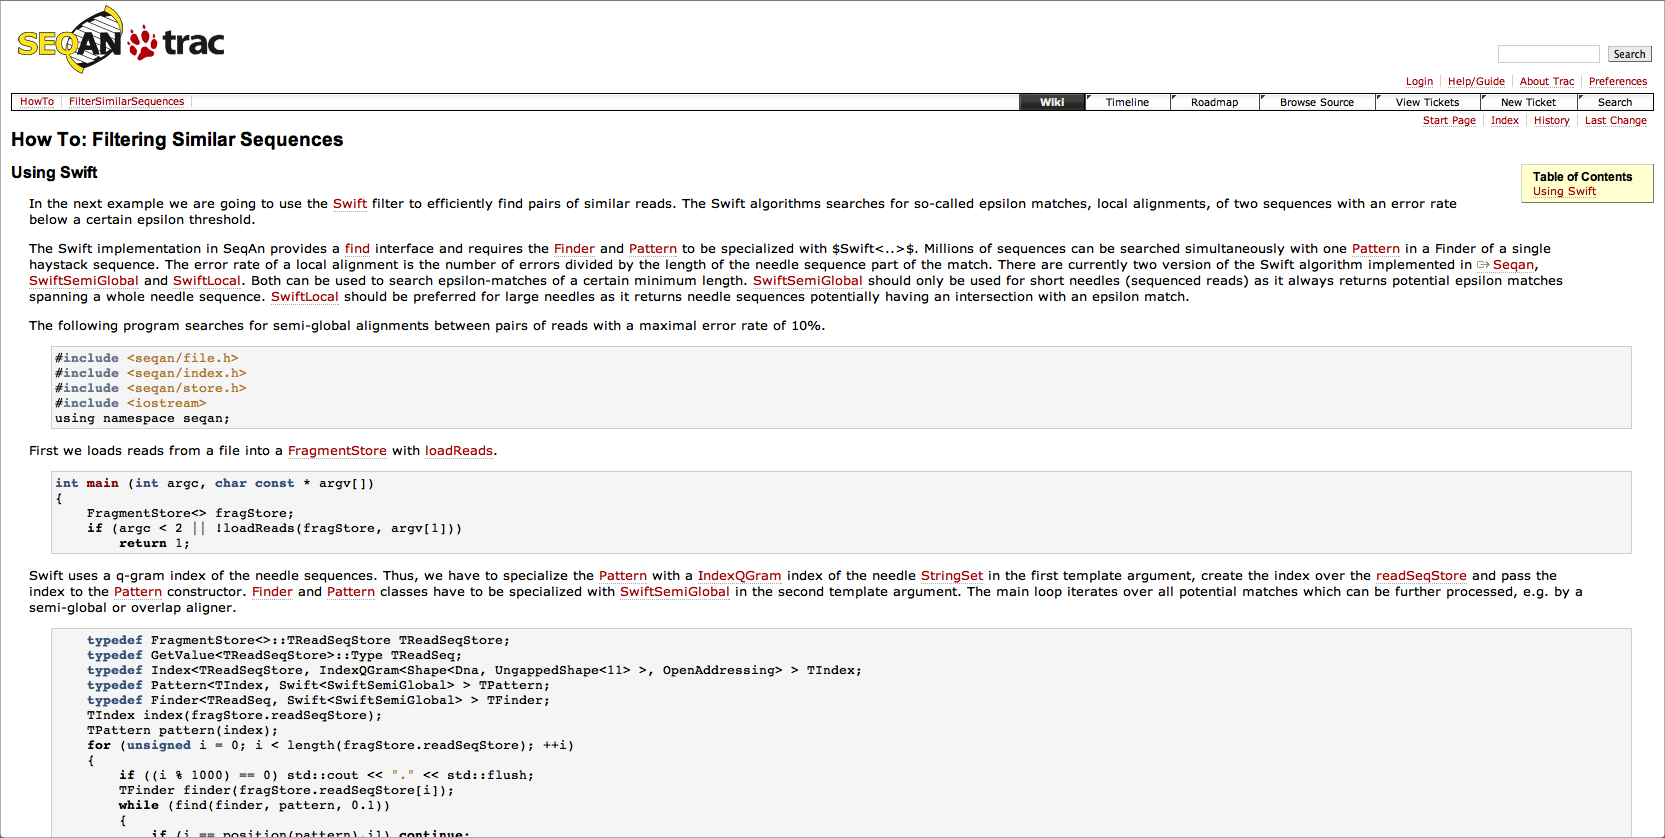 SEQAN trac
Search
Login Help/Guide About Trac Preferences
HowTo FilterSimilarSequences Wiki Timeline Roadmap Browse Source View Tickets New Ticket Search
Start Page Index History Last Change
How To: Filtering Similar Sequences
Using Swift
Table of Contents
Using Swift
In the next example we are going to use the Swift filter to efficiently find pairs of similar reads. The Swift algorithms searches for so-called epsilon matches, local alignments, of two sequences with an error rate
below a certain epsilon threshold.
The Swift implementation in SeqAn provides a find interface and requires the Finder and Pattern to be specialized with $Swift<..>$. Millions of sequences can be searched simultaneously with one Pattern in a Finder of a single
haystack sequence. The error rate of a local alignment is the number of errors divided by the length of the needle sequence part of the match. There are currently two version of the Swift algorithm implemented in Seqan,
SwiftSemiGlobal and SwiftLocal. Both can be used to search epsilon-matches of a certain minimum length. SwiftSemiGlobal should only be used for short needles (sequenced reads) as it always returns potential epsilon matches
spanning a whole needle sequence. SwiftLocal should be preferred for large needles as it returns needle sequences potentially having an intersection with an epsilon match.
The following program searches for semi-global alignments between pairs of reads with a maximal error rate of 10%.
#include <seqan/file.h>
#include <seqan/index.h>
#include <seqan/store.h>
#include <iostream>
using namespace seqan;
First we loads reads from a file into a FragmentStore with loadReads.
int main (int argc, char const * argv[])
{
FragmentStore<> fragStore;
if (argc < 2 || !loadReads(fragStore, argv[1]))
return 1;
Swift uses a q-gram index of the needle sequences. Thus, we have to specialize the Pattern with a IndexQGram index of the needle StringSet in the first template argument, create the index over the readSeqStore and pass the
index to the Pattern constructor. Finder and Pattern classes have to be specialized with SwiftSemiGlobal in the second template argument. The main loop iterates over all potential matches which can be further processed, e.g. by a
semi-global or overlap aligner.
typedef FragmentStore<>::TReadSeqStore TReadSeqStore;
typedef GetValue<TReadSeqStore>::Type TReadSeq;
typedef Index<TReadSeqStore, IndexQGram<Shape<Dna, UngappedShape<11> >, OpenAddressing> > TIndex;
typedef Pattern<TIndex, Swift<SwiftSemiGlobal> > TPattern;
typedef Finder<TReadSeq, Swift<SwiftSemiGlobal> > TFinder;
TIndex index(fragStore.readSeqStore);
TPattern pattern(index);
for (unsigned i = 0; i < length(fragStore.readSeqStore); ++i)
{
if ((i % 1000) == 0) std::cout << "." << std::flush;
TFinder finder(fragStore.readSeqStore[i]);
while (find(finder, pattern, 0.1))
{
if (i == position(pattern).i1) continue;